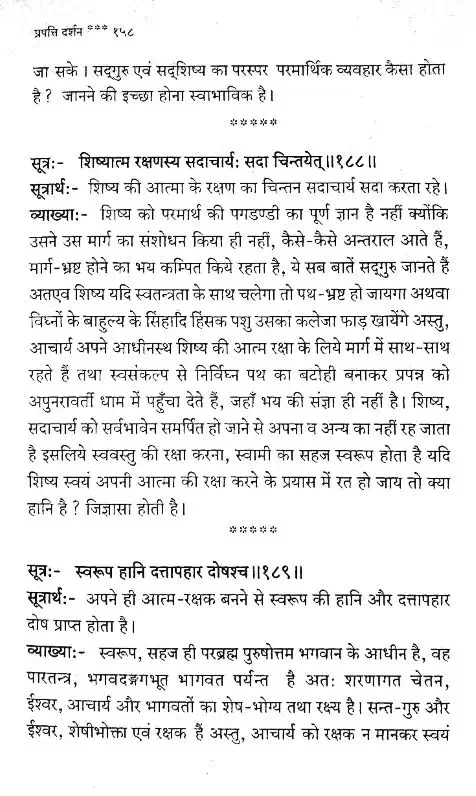 प्रपत्ति दर्शन *** १५८
जा सके । सद्गुरु एवं सद्शिष्य का परस्पर परमार्थिक व्यवहार कैसा होता
है ? जानने की इच्छा होना स्वाभाविक है।
*****
सूत्र:- शिष्यात्म रक्षणस्य सदाचार्य: सदा चिन्तयेत्॥१८८॥
सूत्रार्थ:- शिष्य की आत्मा के रक्षण का चिन्तन सदाचार्य सदा करता रहे।
व्याख्या:- शिष्य को परमार्थ की पगडण्डी का पूर्ण ज्ञान है नहीं क्योंकि
उसने उस मार्ग का संशोधन किया ही नहीं, कैसे-कैसे अन्तराल आते हैं,
मार्ग-भ्रष्ट होने का भय कम्पित किये रहता है, ये सब बातें सद्गुरु जानते हैं
अतएव शिष्य यदि स्वतन्त्रता के साथ चलेगा तो पथ-भ्रष्ट हो जायगा अथवा
विघ्नों के बाहुल्य के सिंहादि हिंसक पशु उसका कलेजा फाड़ खायेंगे अस्तु,
आचार्य अपने आधीनस्थ शिष्य की आत्म रक्षा के लिये मार्ग में साथ-साथ
रहते हैं तथा स्वसंकल्प से निर्विघ्न पथ का बटोही बनाकर प्रपन्न को
अपुनरावर्ती धाम में पहुँचा देते हैं, जहाँ भय की संज्ञा ही नहीं है। शिष्य,
सदाचार्य को सर्वभावेन समर्पित हो जाने से अपना व अन्य का नहीं रह जाता
है इसलिये स्ववस्तु की रक्षा करना, स्वामी का सहज स्वरूप होता है यदि
शिष्य स्वयं अपनी आत्मा की रक्षा करने के प्रयास में रत हो जाय तो क्या
हानि है ? जिज्ञासा होती है।
*****
सूत्र:- स्वरूप हानि दत्तापहार दोषश्च॥१८९॥
सूत्रार्थ:- अपने ही आत्म-रक्षक बनने से स्वरूप की हानि और दत्तापहार
दोष प्राप्त होता है।
व्याख्या:- स्वरूप, सहज ही परब्रह्म पुरुषोत्तम भगवान के आधीन है, वह
पारतन्त्र, भगवदङ्गभूत भागवत पर्यन्त है अत: शरणागत चेतन,
ईश्वर, आचार्य और भागवतों का शेष-भोग्य तथा रक्ष्य है। सन्त-गुरु और
ईश्वर, शेषीभोक्ता एवं रक्षक हैं अस्तु, आचार्य को रक्षक न मानकर स्वयं